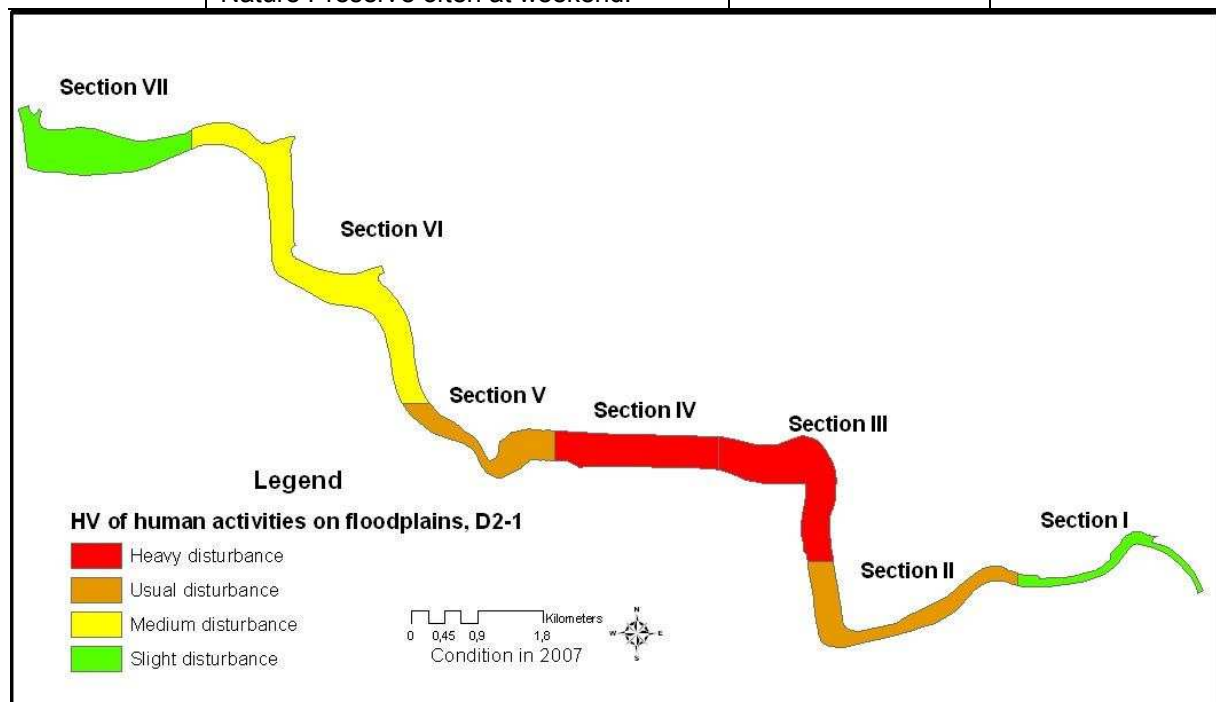 Nature Preserve often at weekend.
Section VII
Section VI
Section V
Section IV
Section III
Section I
Section II
Legend
HV of human activities on floodplains, D2-1
Heavy disturbance
Usual disturbance
Medium disturbance
Slight disturbance
Kilometers
0 0,45 0,9 1,8
Condition in 2007
N
W E
S